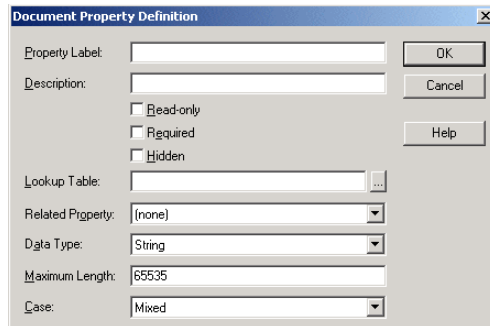 Document Property Definition
Property Label:
OK
Description:
Cancel
Read-only
Required
Help
Hidden
Lookup Table:
...
Related Property: (none)
Data Type: String
Maximum Length: 65535
Case: Mixed